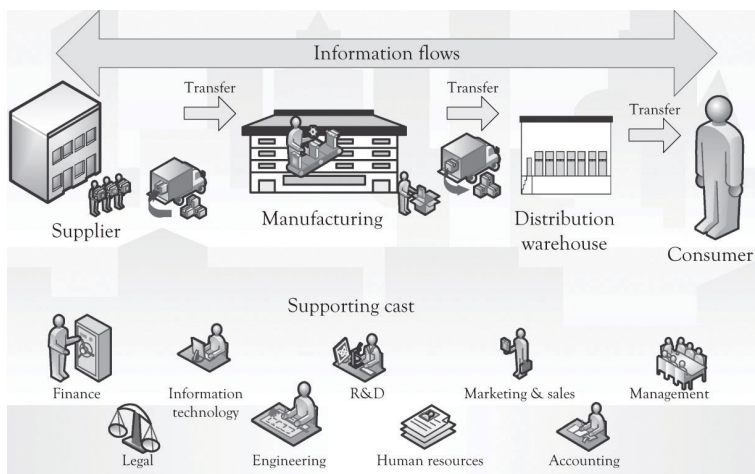 Information flows
Transfer
Transfer
Transfer
Supplier
Manufacturing
Distribution
warehouse
Consumer
Supporting cast
Finance
Information
technology
R&D
Marketing & sales
Management
Legal
Engineering
Human resources
Accounting